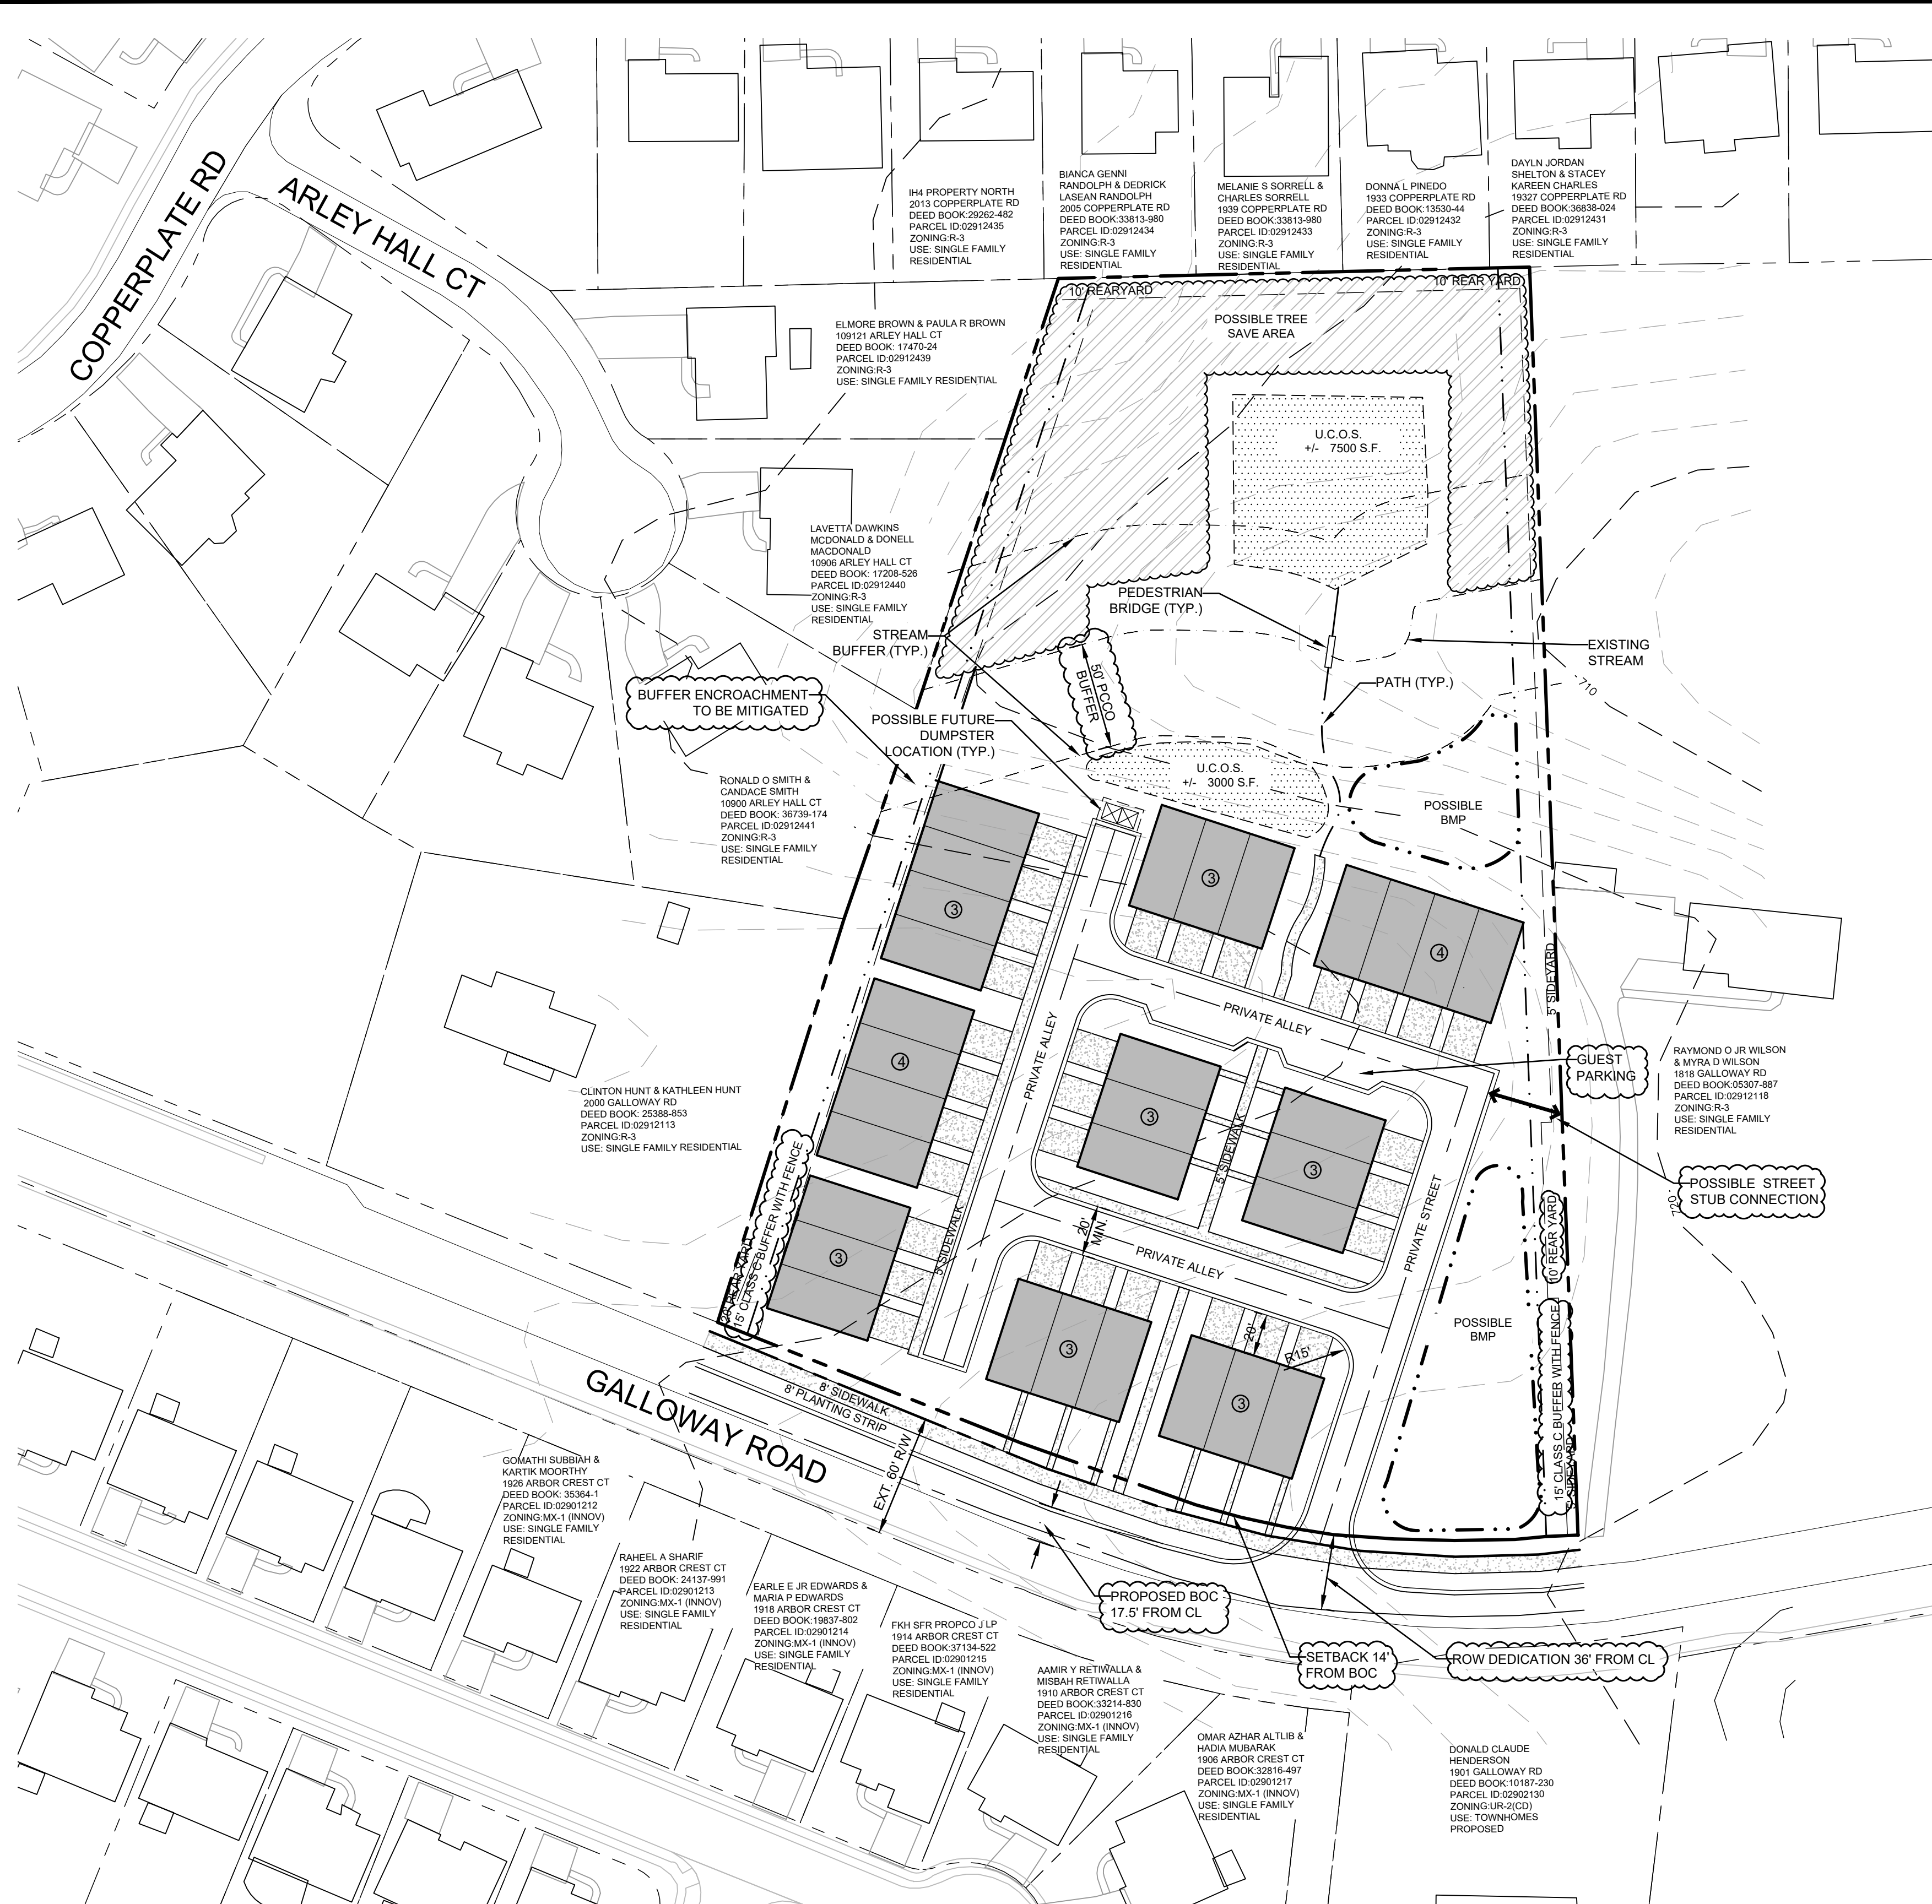 COPPERPLATE RD
ARLEY HALL CT
IH4 PROPERTY NORTH
2013 COPPERPLATE RD
DEED BOOK:29262-482
PARCEL ID:02912435
ZONING:R-3
USE: SINGLE FAMILY
RESIDENTIAL
BIANCA GENNI
RANDOLPH & DEDRICK
LASEAN RANDOLPH
2005 COPPERPLATE RD
DEED BOOK:33813-980
PARCEL ID:02912434
ZONING:R-3
USE: SINGLE FAMILY
RESIDENTIAL
MELANIE S SORRELL &
CHARLES SORRELL
1939 COPPERPLATE RD
DEED BOOK:33813-980
PARCEL ID:02912433
ZONING:R-3
USE: SINGLE FAMILY
RESIDENTIAL
DONNA L PINEDO
1933 COPPERPLATE RD
DEED BOOK:13530-44
PARCEL ID:02912432
ZONING:R-3
USE: SINGLE FAMILY
RESIDENTIAL
DAYLN JORDAN
SHELTON & STACEY
KAREEN CHARLES
19327 COPPERPLATE RD
DEED BOOK:36838-024
PARCEL ID:02912431
ZONING:R-3
USE: SINGLE FAMILY
RESIDENTIAL
10' REARYARD
10' REAR YARD
POSSIBLE TREE
SAVE AREA
ELMORE BROWN & PAULA R BROWN
109121 ARLEY HALL CT
DEED BOOK: 17470-24
PARCEL ID:02912439
ZONING:R-3
USE: SINGLE FAMILY RESIDENTIAL
U.C.O.S.
+/- 7500 S.F.
LAVETTA DAWKINS
MCDONALD & DONELL
MACDONALD
10906 ARLEY HALL CT
DEED BOOK: 17208-526
PARCEL ID:02912440
ZONING:R-3
USE: SINGLE FAMILY
RESIDENTIAL
PEDESTRIAN
BRIDGE (TYP.)
STREAM
BUFFER (TYP.)
EXISTING
STREAM
50' PCCO
BUFFER
PATH (TYP.)
710
BUFFER ENCROACHMENT
TO BE MITIGATED
POSSIBLE FUTURE
DUMPSTER
LOCATION (TYP.)
U.C.O.S.
+/- 3000 S.F.
RONALD O SMITH &
CANDACE SMITH
10900 ARLEY HALL CT
DEED BOOK: 36739-174
PARCEL ID:02912441
ZONING:R-3
USE: SINGLE FAMILY
RESIDENTIAL
POSSIBLE
BMP
3
3
4
5' SIDEYARD
PRIVATE ALLEY
PRIVATE ALLEY
GUEST
PARKING
RAYMOND O JR WILSON
& MYRA D WILSON
1818 GALLOWAY RD
DEED BOOK:05307-887
PARCEL ID:02912118
ZONING:R-3
USE: SINGLE FAMILY
RESIDENTIAL
4
CLINTON HUNT & KATHLEEN HUNT
2000 GALLOWAY RD
DEED BOOK: 25388-853
PARCEL ID:02912113
ZONING:R-3
USE: SINGLE FAMILY RESIDENTIAL
3
3
5' SIDEWALK
POSSIBLE STREET
STUB CONNECTION
720
PRIVATE STREET
5' SIDEWALK
20'
MIN.
PRIVATE ALLEY
10' REAR YARD
15' CLASS C BUFFER WITH FENCE
3
POSSIBLE
BMP
3
20'
R15'
3
15' CLASS C BUFFER WITH FENCE
5' SIDEYARD
GALLOWAY ROAD
8' SIDEWALK
8' PLANTING STRIP
EXT. 60' R/W
PROPOSED BOC
17.5' FROM CL
SETBACK 14'
FROM BOC
ROW DEDICATION 36' FROM CL
GOMATHI SUBBIAH &
KARTIK MOORTHY
1926 ARBOR CREST CT
DEED BOOK: 35364-1
PARCEL ID:02901212
ZONING:MX-1 (INNOV)
USE: SINGLE FAMILY
RESIDENTIAL
RAHEEL A SHARIF
1922 ARBOR CREST CT
DEED BOOK: 24137-991
PARCEL ID:02901213
ZONING:MX-1 (INNOV)
USE: SINGLE FAMILY
RESIDENTIAL
EARLE E JR EDWARDS &
MARIA P EDWARDS
1918 ARBOR CREST CT
DEED BOOK:19837-802
PARCEL ID:02901214
ZONING:MX-1 (INNOV)
USE: SINGLE FAMILY
RESIDENTIAL
FKH SFR PROPCO J LP
1914 ARBOR CREST CT
DEED BOOK:37134-522
PARCEL ID:02901215
ZONING:MX-1 (INNOV)
USE: SINGLE FAMILY
RESIDENTIAL
AAMIR Y RETIWALLA &
MISBAH RETIWALLA
1910 ARBOR CREST CT
DEED BOOK:33214-830
PARCEL ID:02901216
ZONING:MX-1 (INNOV)
USE: SINGLE FAMILY
RESIDENTIAL
OMAR AZHAR ALTLIB &
HADIA MUBARAK
1906 ARBOR CREST CT
DEED BOOK:32816-497
PARCEL ID:02901217
ZONING:MX-1 (INNOV)
USE: SINGLE FAMILY
RESIDENTIAL
DONALD CLAUDE
HENDERSON
1901 GALLOWAY RD
DEED BOOK:10187-230
PARCEL ID:02902130
ZONING:UR-2(CD)
USE: TOWNHOMES
PROPOSED